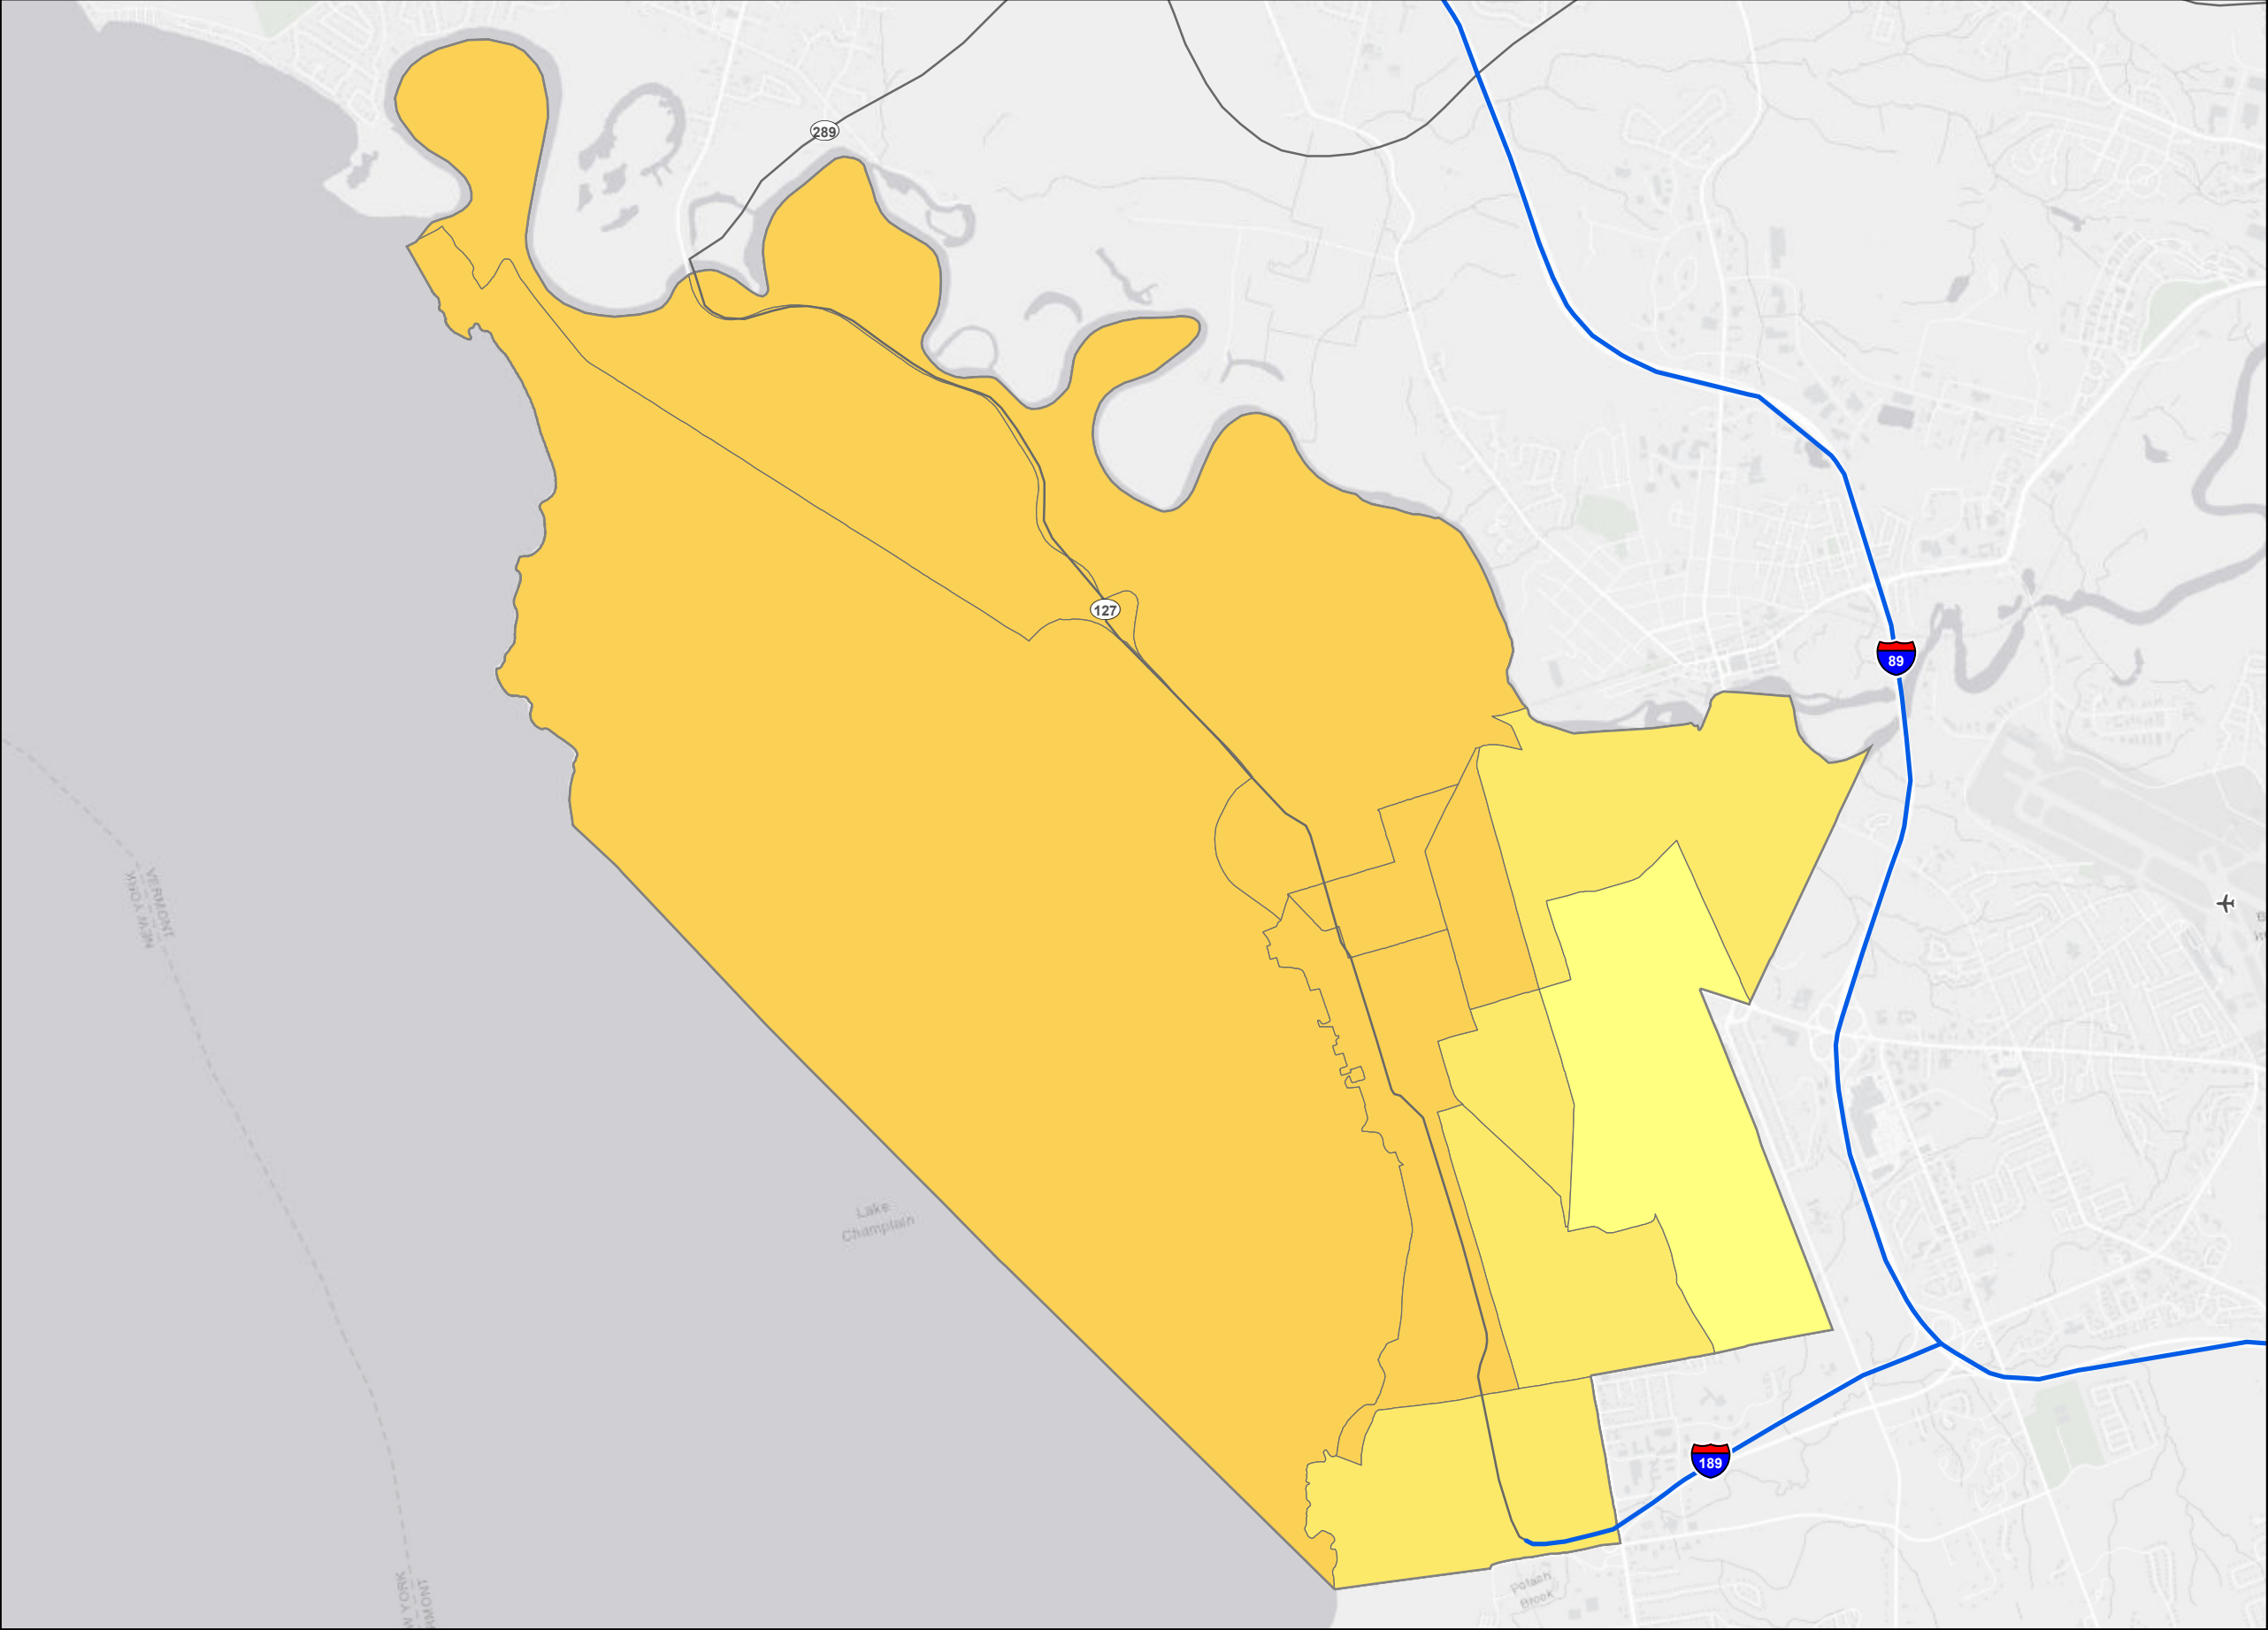 289
127
89
VERMONT
NEW YORK
Lake
Champlain
189
Potash
Brook
NEW YORK
VERMONT